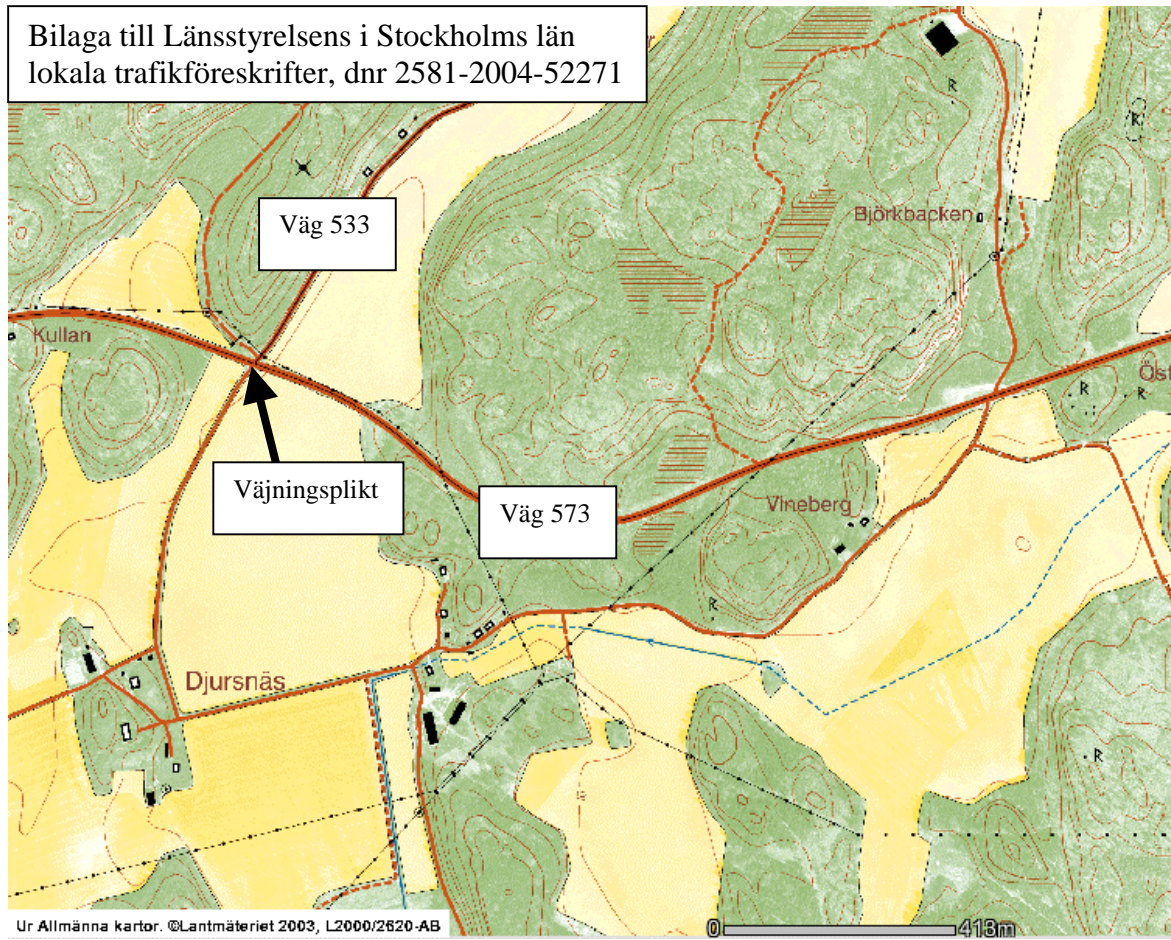 Bilaga till Länsstyrelsens i Stockholms län
lokala trafikföreskrifter, dnr 2581-2004-52271
R
R
Väg 533
Björkbacken
Kullan
Öst
R
R
Väjningsplikt
Väg 573
Vineberg
R
Djursnäs
R
Ur Allmänna kartor. ©Lantmäteriet 2003, L2000/2620-AB
0 413m